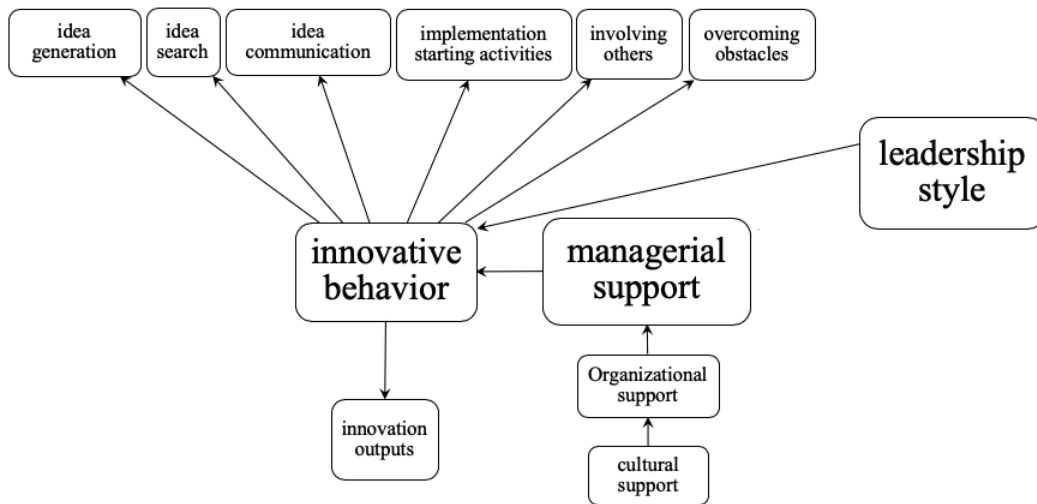 idea
generation
idea
search
idea
communication
implementation
starting activities
involving
others
overcoming
obstacles
leadership
style
innovative
behavior
managerial
support
Organizational
support
innovation
outputs
cultural
support